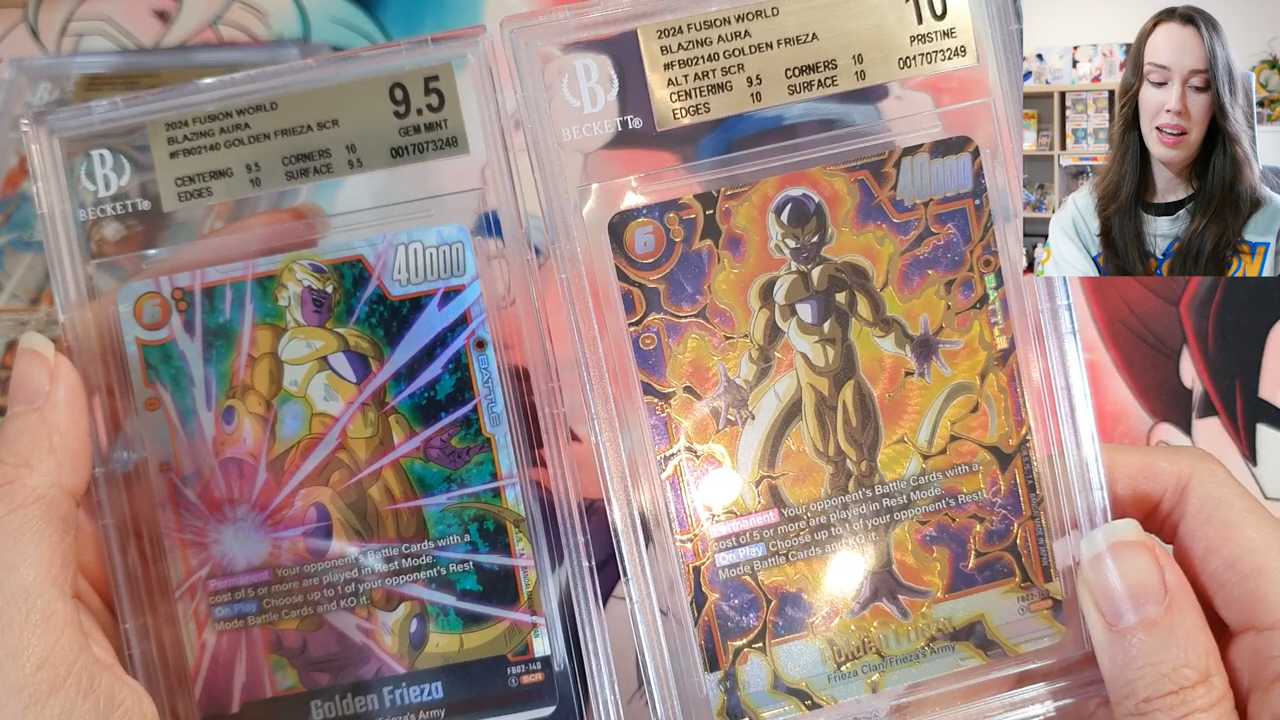 2024 FUSION WORLD
BLAZING AURA
#FB02140 GOLDEN FRIEZA SCR
CENTERING 9.5 CORNERS 10
EDGES 10 SURFACE 9.5
9.5
GEM MINT
0017073248
B
BECKETT®
6
40000
BATTLE
Permanent Your opponent's Battle Cards with a
cost of 5 or more are played in Rest Mode.
On Play Choose up to 1 of your opponent's Rest
Mode Battle Cards and KO it.
FB02-140
1 SCR
Golden Frieza
Frieza's Army
2024 FUSION WORLD
BLAZING AURA
#FB02140 GOLDEN FRIEZA
ALT ART SCR
CENTERING 9.5 CORNERS 10
EDGES 10 SURFACE 10
10
PRISTINE
0017073249
B
BECKETT®
6
40000
BATTLE
Permanent Your opponent's Battle Cards with a
cost of 5 or more are played in Rest Mode.
On Play Choose up to 1 of your opponent's Rest
Mode Battle Cards and KO it.
Frieza Clan/Frieza's Army